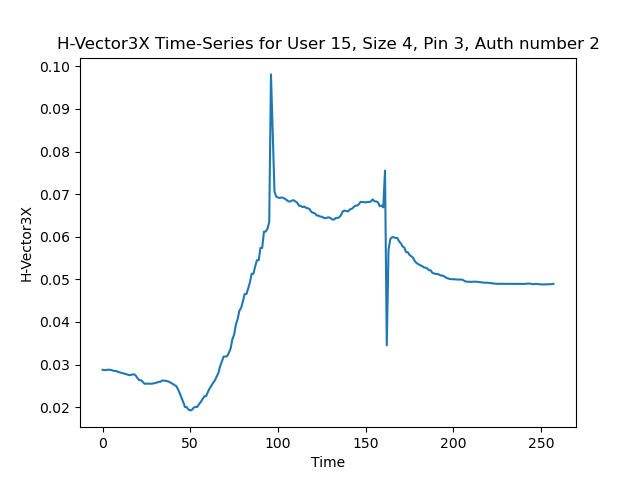 H-Vector3X Time-Series for User 15, Size 4, Pin 3, Auth number 2
0.10
0.09
0.08
0.07
0.06
0.05
0.04
0.03
0.02
H-Vector3X
0 50 100 150 200 250
Time